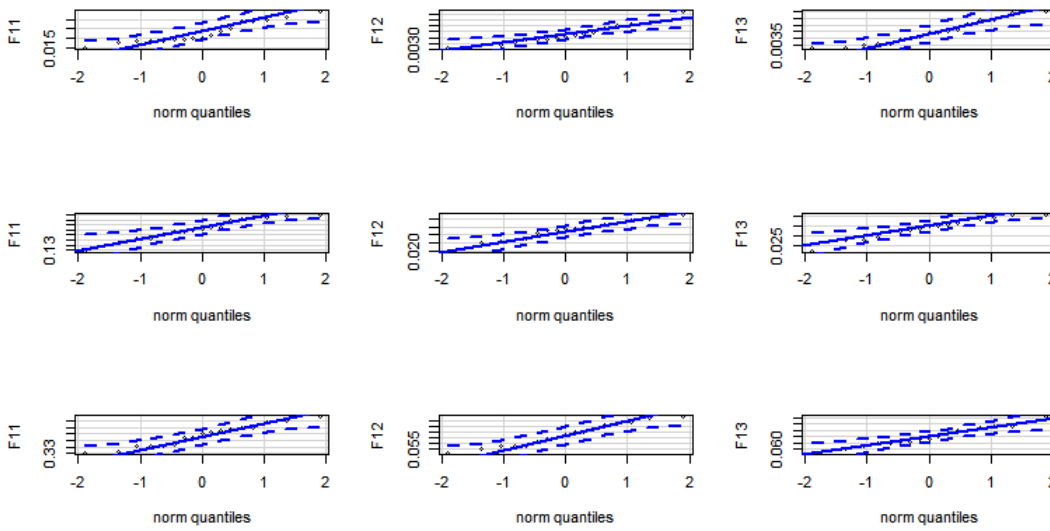 F11 0.015 -2 -1 0 1 2 norm quantiles
F12 0.0030 -2 -1 0 1 2 norm quantiles
F13 0.0035 -2 -1 0 1 2 norm quantiles
F11 0.13 -2 -1 0 1 2 norm quantiles
F12 0.020 -2 -1 0 1 2 norm quantiles
F13 0.025 -2 -1 0 1 2 norm quantiles
F11 0.33 -2 -1 0 1 2 norm quantiles
F12 0.055 -2 -1 0 1 2 norm quantiles
F13 0.060 -2 -1 0 1 2 norm quantiles